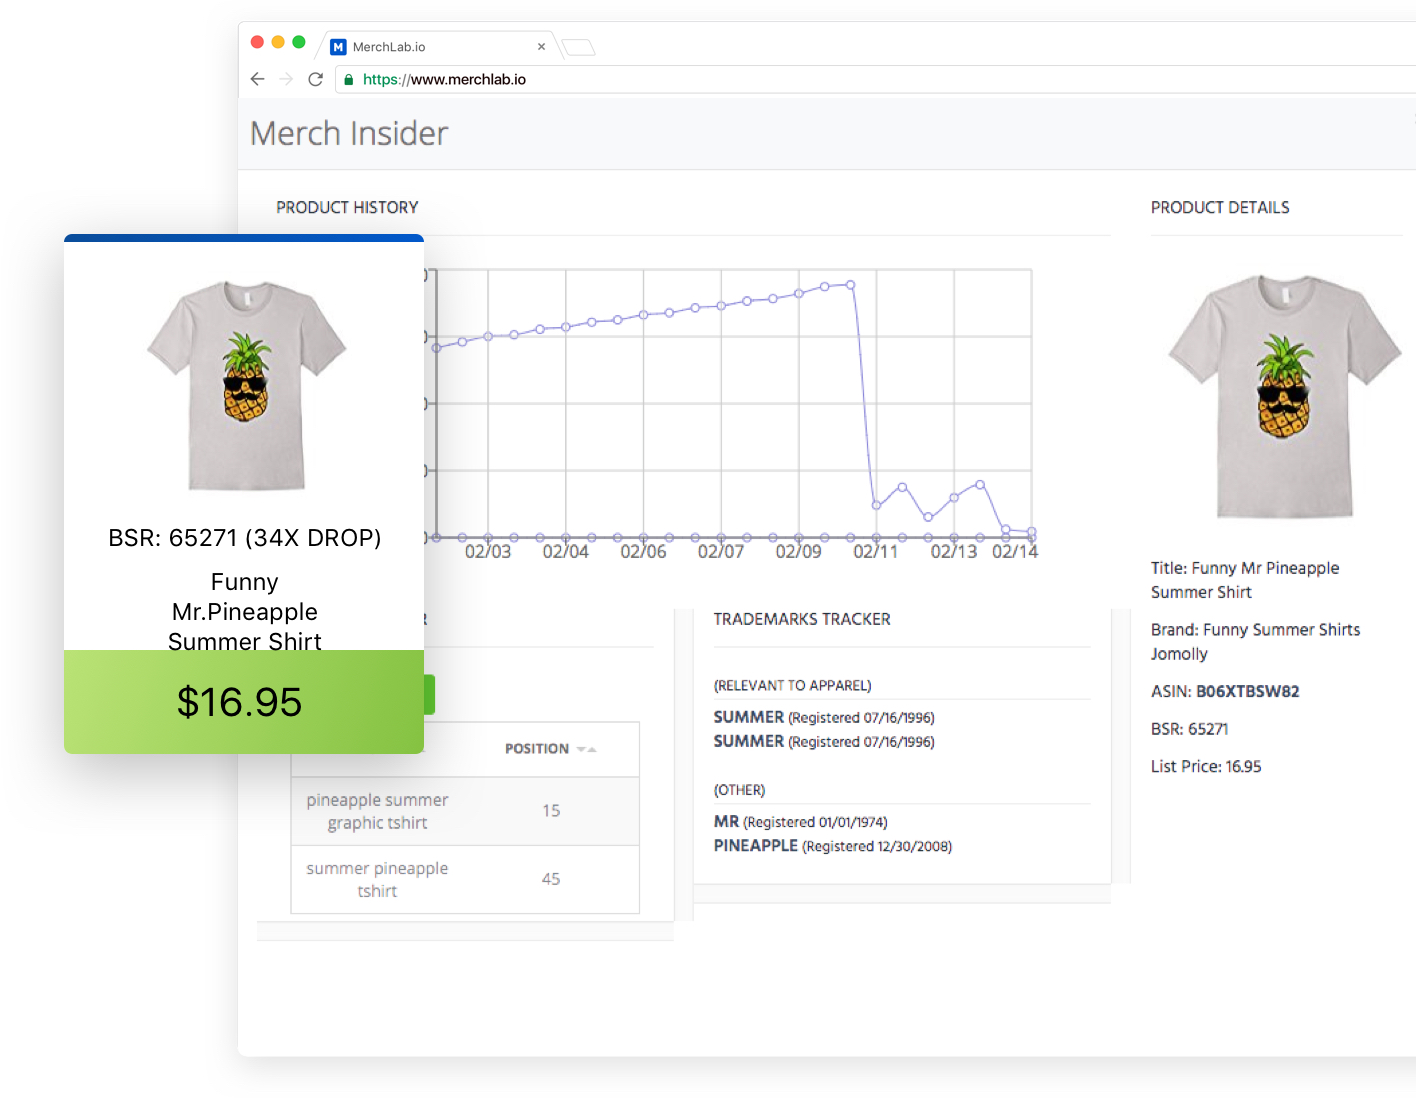 MerchLab.io
https://www.merchlab.io
Merch Insider
PRODUCT HISTORY
02/03 02/04 02/06 02/07 02/09 02/11 02/13 02/14
BSR: 65271 (34X DROP)
Funny
Mr.Pineapple
Summer Shirt
$16.95
POSITION
pineapple summer
graphic tshirt
15
summer pineapple
tshirt
45
TRADEMARKS TRACKER
(RELEVANT TO APPAREL)
SUMMER (Registered 07/16/1996)
SUMMER (Registered 07/16/1996)
(OTHER)
MR (Registered 01/01/1974)
PINEAPPLE (Registered 12/30/2008)
PRODUCT DETAILS
Title: Funny Mr Pineapple
Summer Shirt
Brand: Funny Summer Shirts
Jomolly
ASIN: B06XTBSW82
BSR: 65271
List Price: 16.95